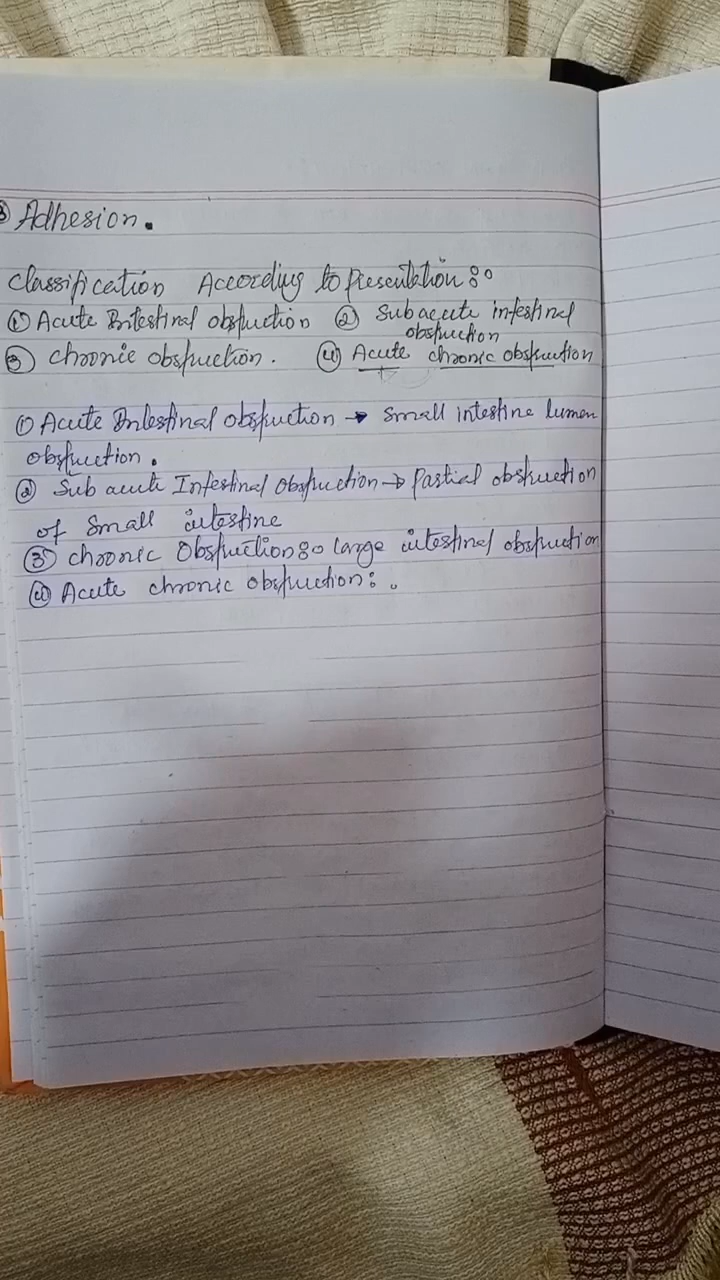 ③ Adhesion.
Classification According to Presentation :-
① Acute Intestinal obstruction ② Subacute intestinal
obstruction
③ Chronic obstruction. ④ Acute chronic obstruction
① Acute Intestinal obstruction → Small intestine lumen
obstruction.
② Sub acute Intestinal Obstruction → Partial obstruction
of Small intestine
③ Chronic Obstruction :- large intestinal obstruction
④ Acute chronic obstruction : .